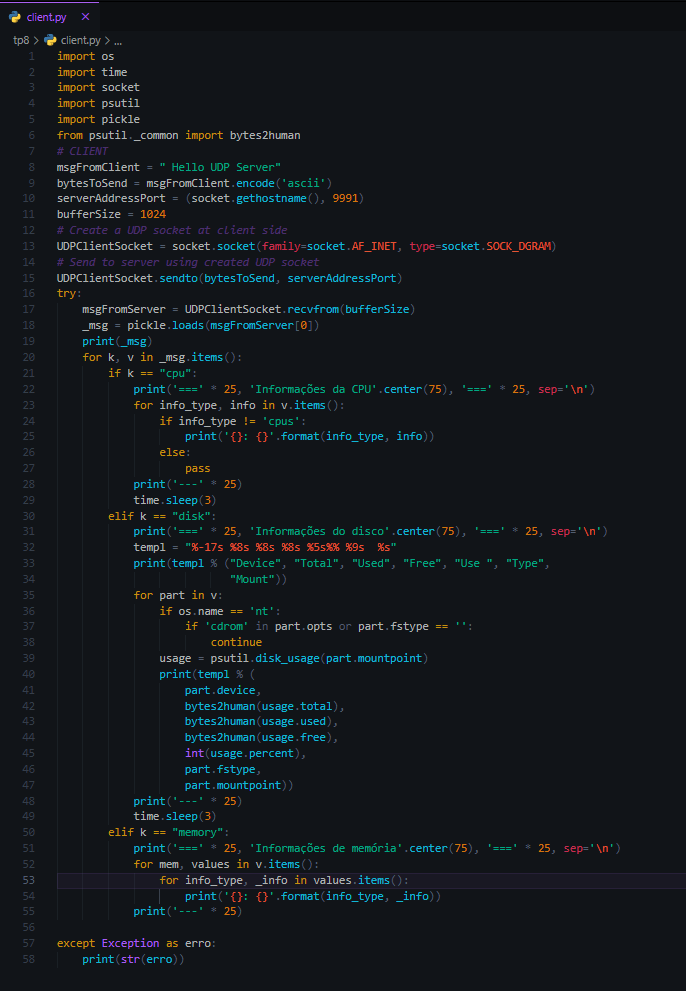 client.py ×
tp8 > client.py > ...
1 import os
2 import time
3 import socket
4 import psutil
5 import pickle
6 from psutil._common import bytes2human
7 # CLIENT
8 msgFromClient = " Hello UDP Server"
9 bytesToSend = msgFromClient.encode('ascii')
10 serverAddressPort = (socket.gethostname(), 9991)
11 bufferSize = 1024
12 # Create a UDP socket at client side
13 UDPClientSocket = socket.socket(family=socket.AF_INET, type=socket.SOCK_DGRAM)
14 # Send to server using created UDP socket
15 UDPClientSocket.sendto(bytesToSend, serverAddressPort)
16 try:
17     msgFromServer = UDPClientSocket.recvfrom(bufferSize)
18     _msg = pickle.loads(msgFromServer[0])
19     print(_msg)
20     for k, v in _msg.items():
21         if k == "cpu":
22             print('===' * 25, 'Informações da CPU'.center(75), '===' * 25, sep='\n')
23             for info_type, info in v.items():
24                 if info_type != 'cpus':
25                     print('{}: {}'.format(info_type, info))
26                 else:
27                     pass
28             print('---' * 25)
29             time.sleep(3)
30         elif k == "disk":
31             print('===' * 25, 'Informações do disco'.center(75), '===' * 25, sep='\n')
32             templ = "%-17s %8s %8s %8s %5s%% %9s  %s"
33             print(templ % ("Device", "Total", "Used", "Free", "Use ", "Type",
34                            "Mount"))
35             for part in v:
36                 if os.name == 'nt':
37                     if 'cdrom' in part.opts or part.fstype == '':
38                         continue
39                 usage = psutil.disk_usage(part.mountpoint)
40                 print(templ % (
41                     part.device,
42                     bytes2human(usage.total),
43                     bytes2human(usage.used),
44                     bytes2human(usage.free),
45                     int(usage.percent),
46                     part.fstype,
47                     part.mountpoint))
48             print('---' * 25)
49             time.sleep(3)
50         elif k == "memory":
51             print('===' * 25, 'Informações de memória'.center(75), '===' * 25, sep='\n')
52             for mem, values in v.items():
53                 for info_type, _info in values.items():
54                     print('{}: {}'.format(info_type, _info))
55             print('---' * 25)
56
57 except Exception as erro:
58     print(str(erro))